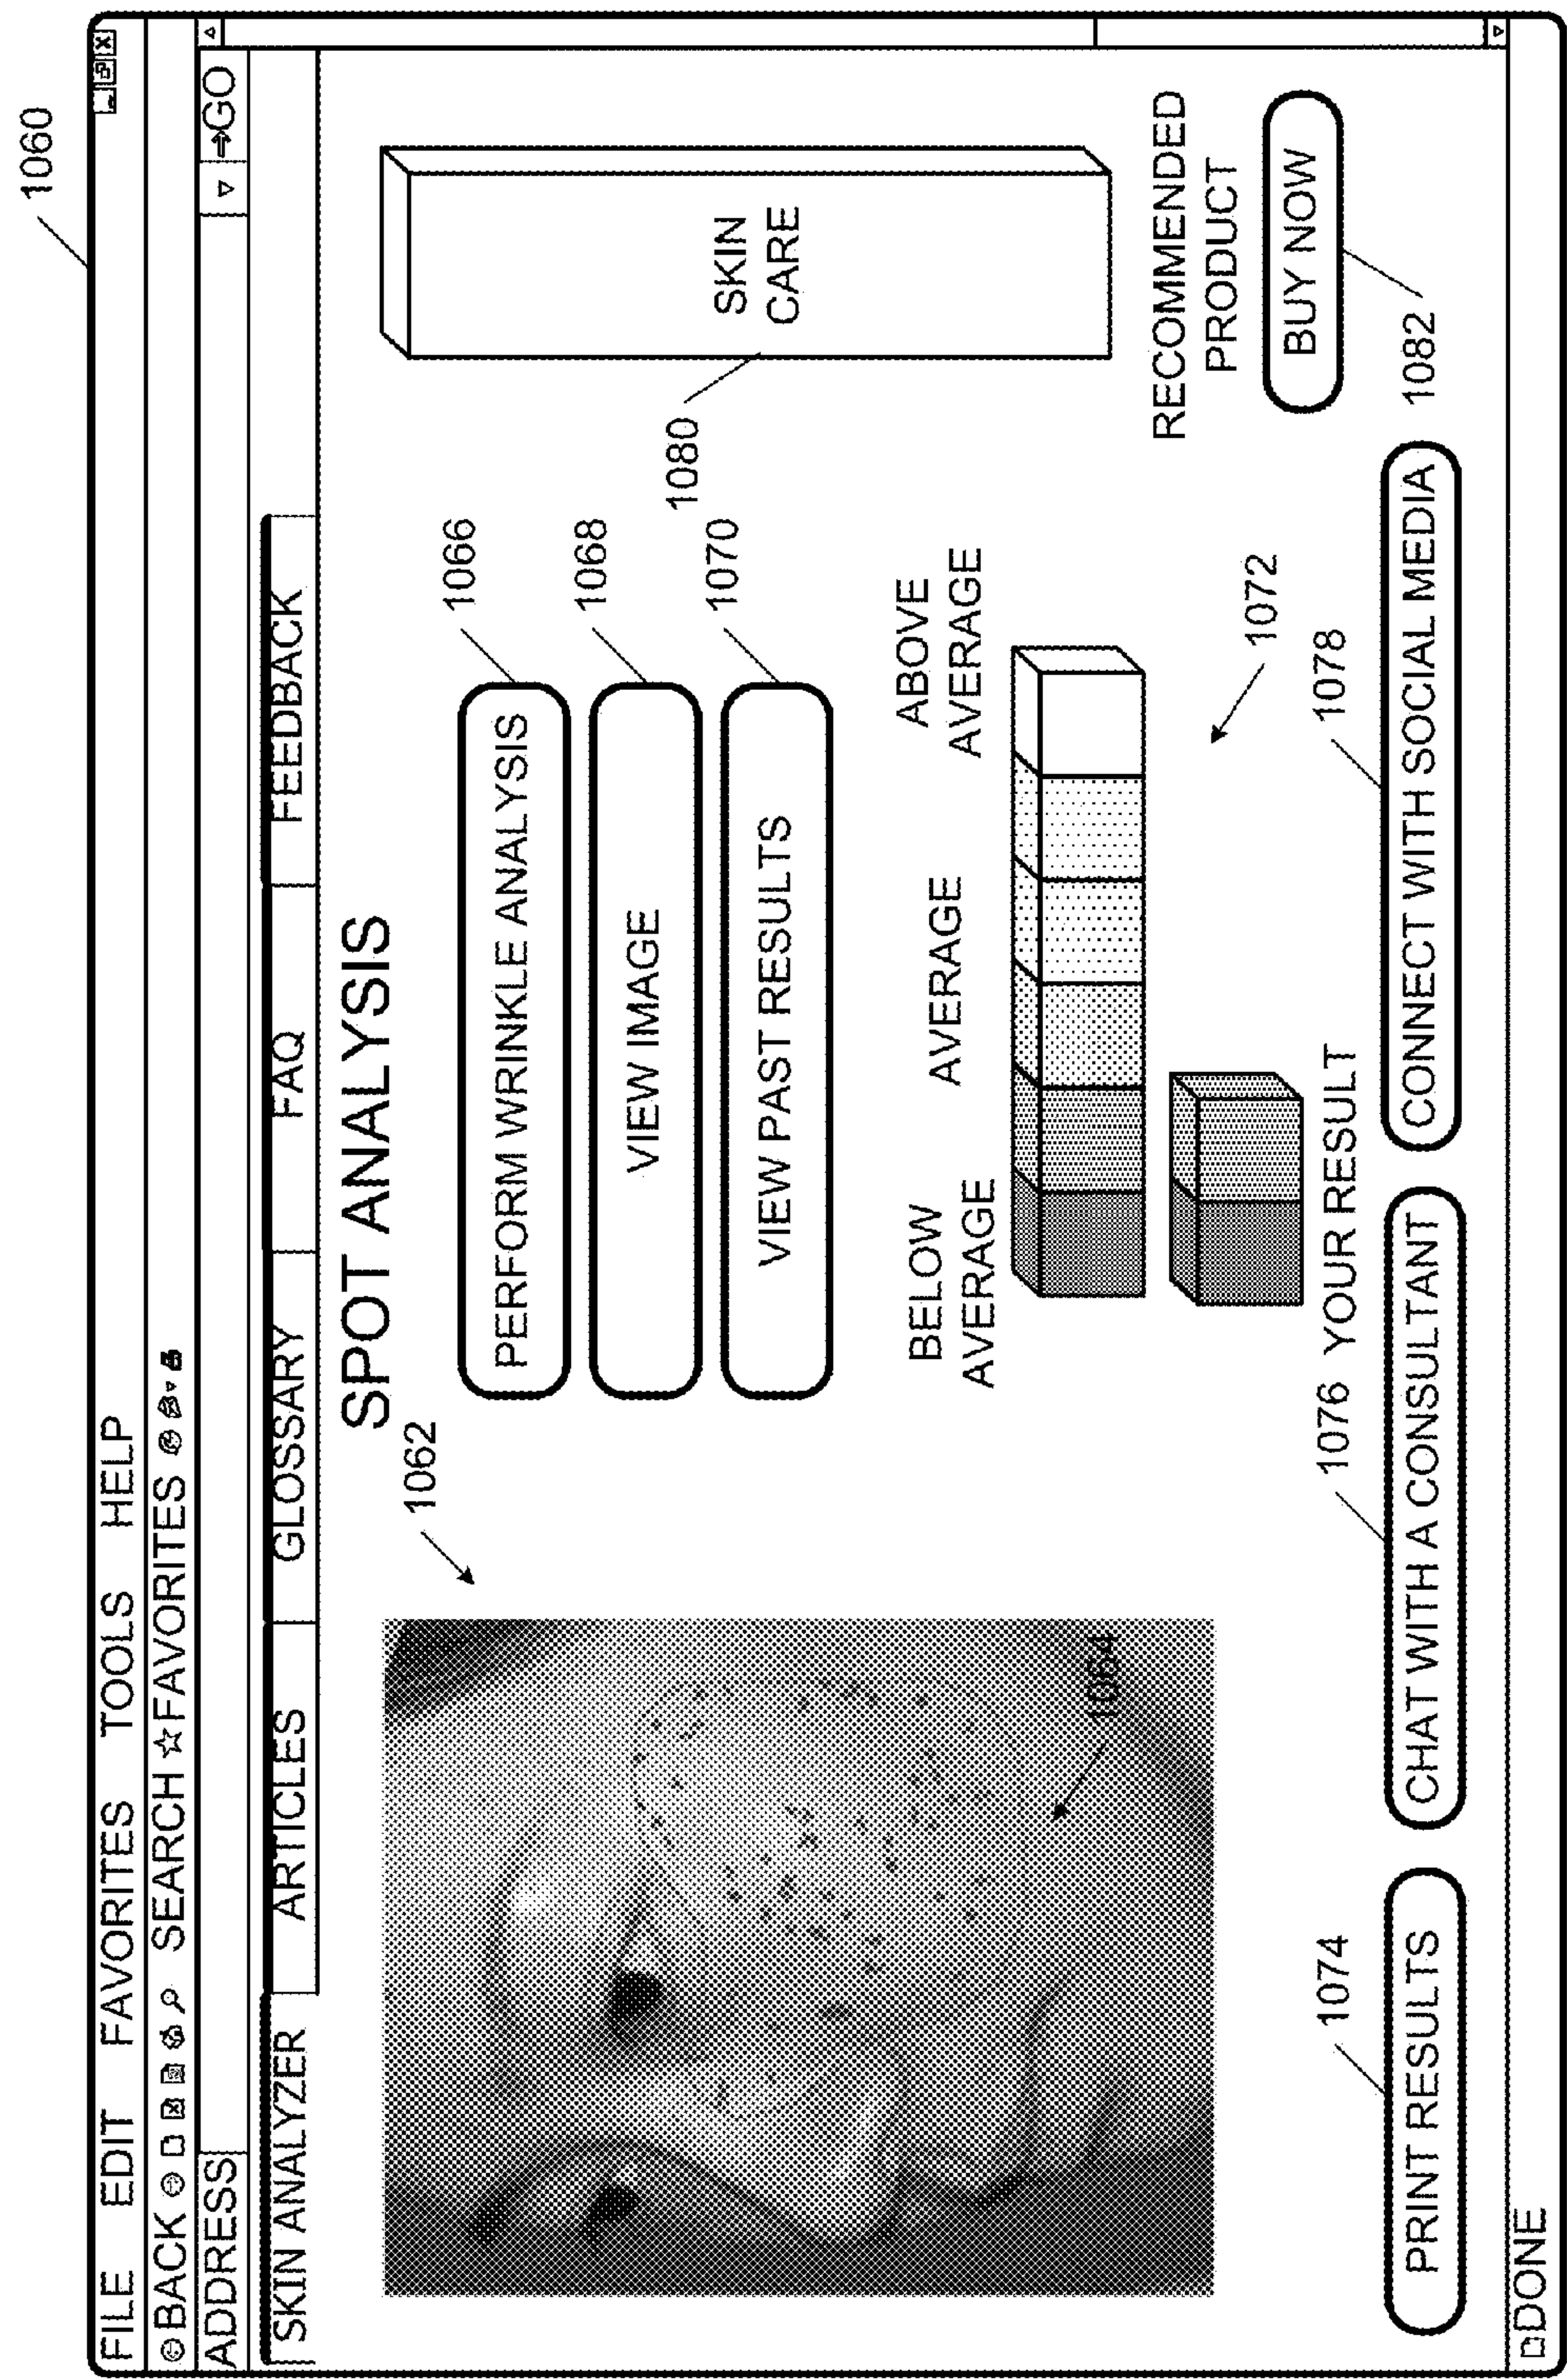 1060
FILE EDIT FAVORITES TOOLS HELP
BACK SEARCH ☆FAVORITES
ADDRESS GO
SKIN ANALYZER ARTICLES GLOSSARY FAQ FEEDBACK
SPOT ANALYSIS
1062
PERFORM WRINKLE ANALYSIS 1066
VIEW IMAGE 1068
VIEW PAST RESULTS 1070
1064
BELOW
AVERAGE
AVERAGE
ABOVE
AVERAGE
1072
YOUR RESULT
SKIN
CARE
1080
RECOMMENDED
PRODUCT
BUY NOW
1082
1074
PRINT RESULTS
1076
CHAT WITH A CONSULTANT
1078
CONNECT WITH SOCIAL MEDIA
DONE